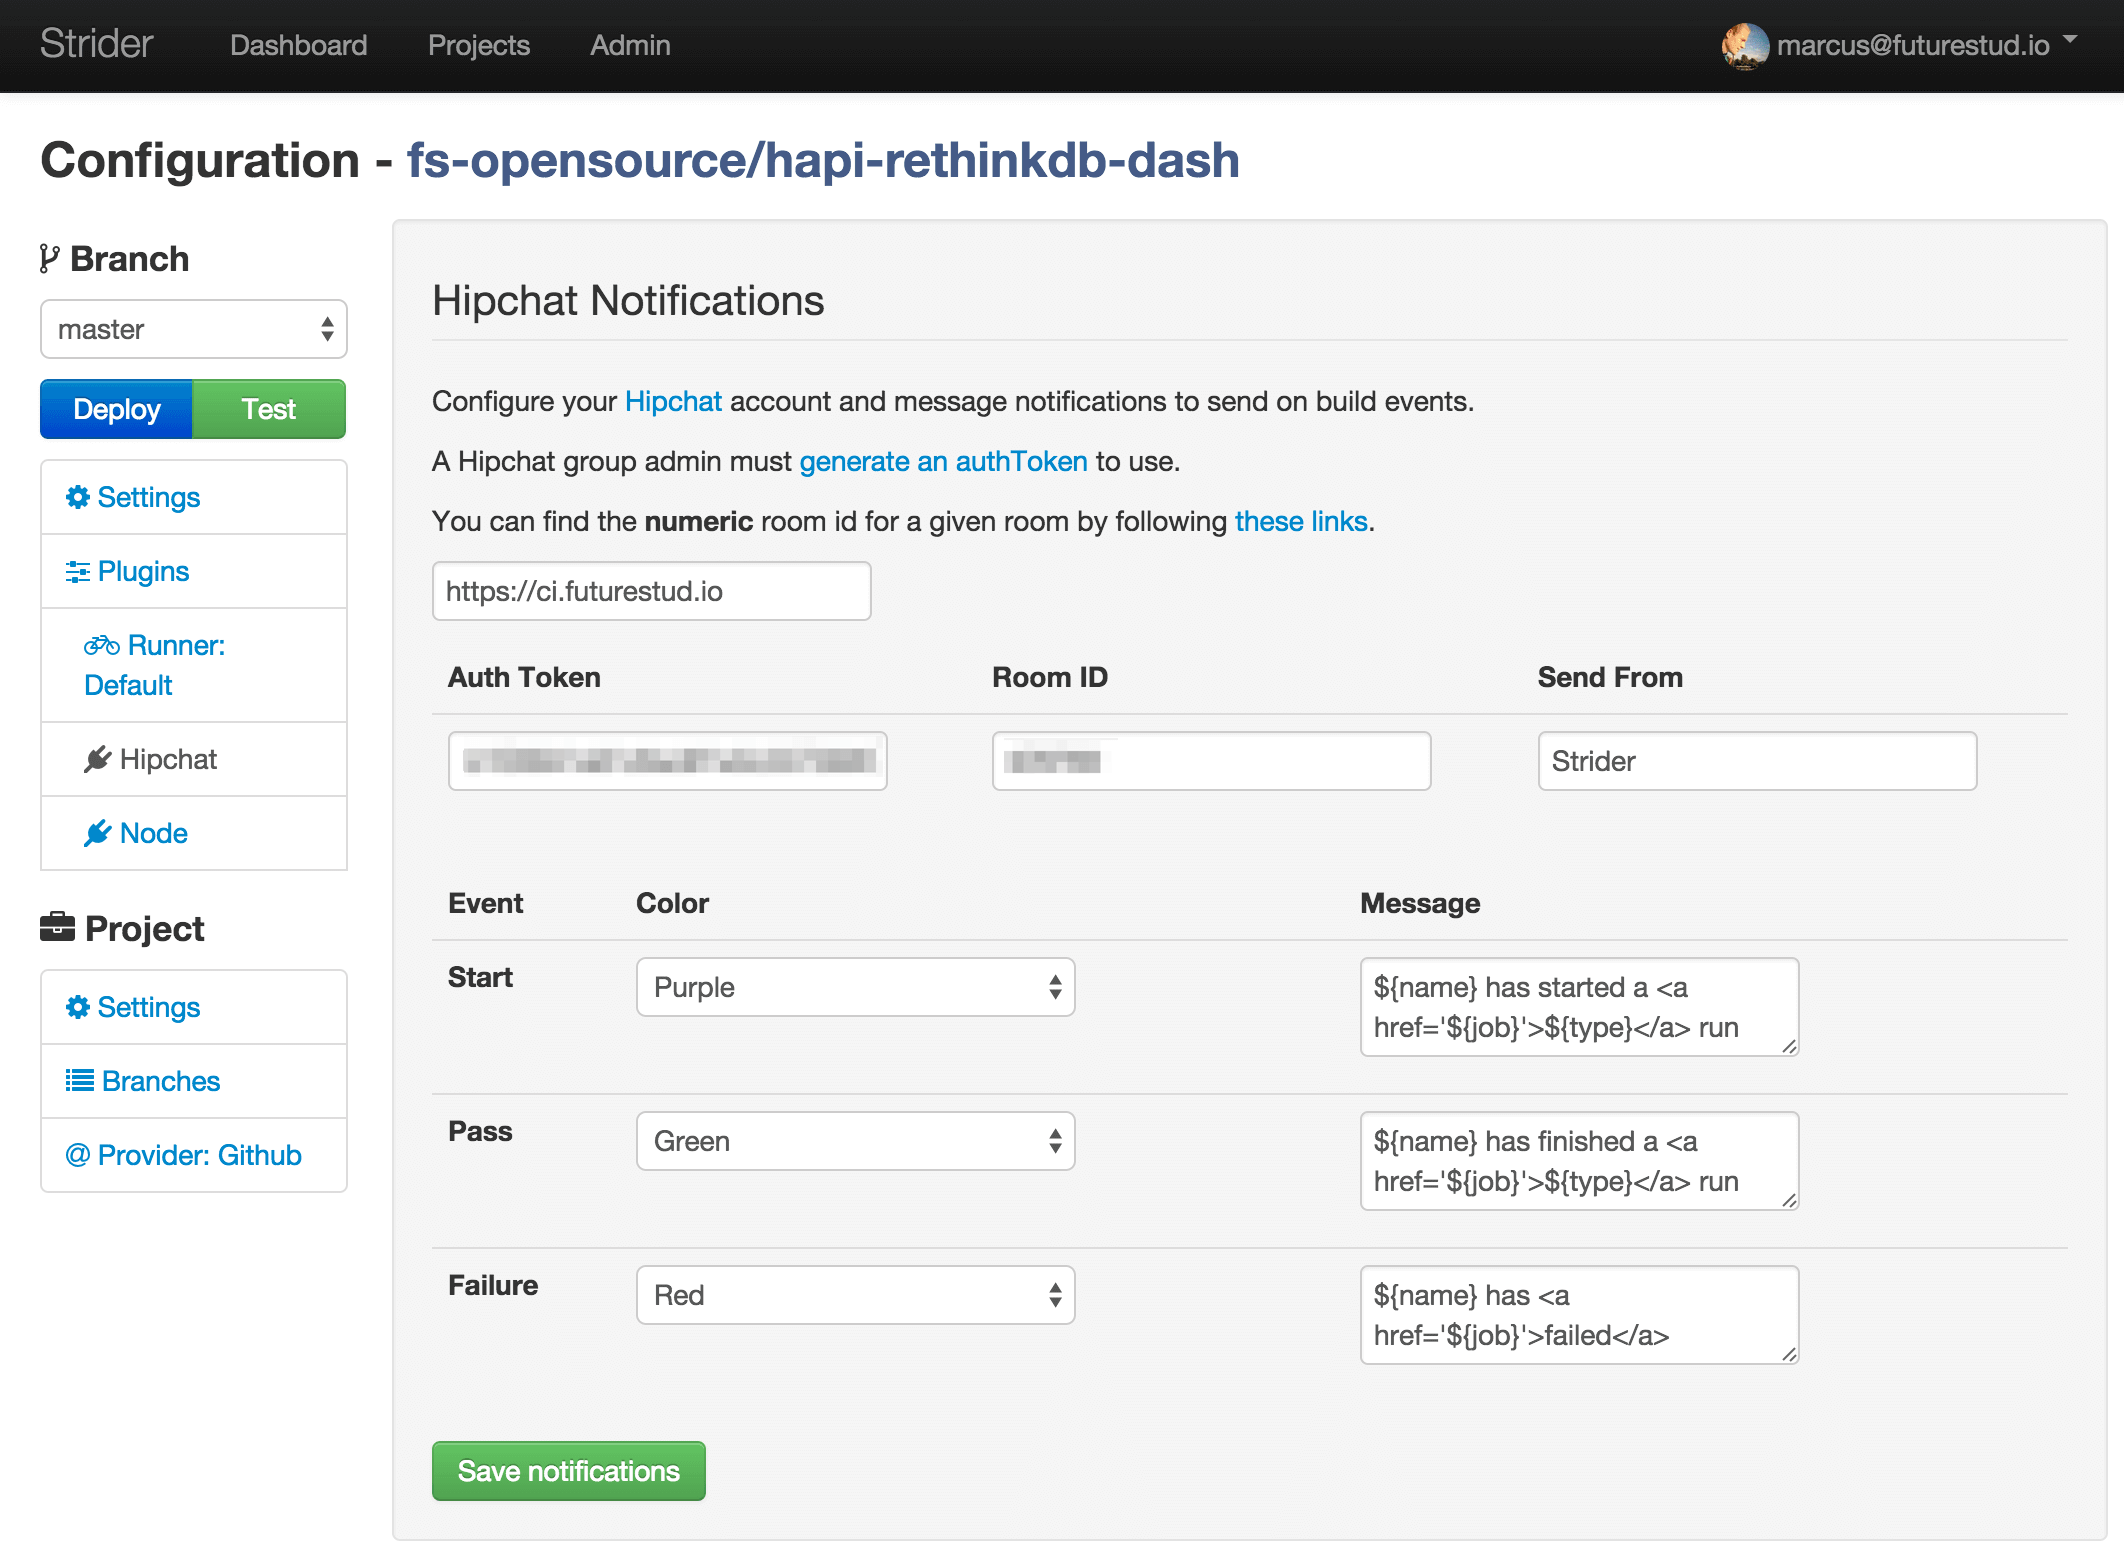 Strider Dashboard Projects Admin marcus@futurestud.io
Configuration - fs-opensource/hapi-rethinkdb-dash
Branch
master
Deploy Test
Settings
Plugins
Runner:
Default
Hipchat
Node
Project
Settings
Branches
Provider: Github
Hipchat Notifications
Configure your Hipchat account and message notifications to send on build events.
A Hipchat group admin must generate an authToken to use.
You can find the numeric room id for a given room by following these links.
https://ci.futurestud.io
Auth Token Room ID Send From
Strider
Event Color Message
Start Purple ${name} has started a <a
href='${job}'>${type}</a> run
Pass Green ${name} has finished a <a
href='${job}'>${type}</a> run
Failure Red ${name} has <a
href='${job}'>failed</a>
Save notifications